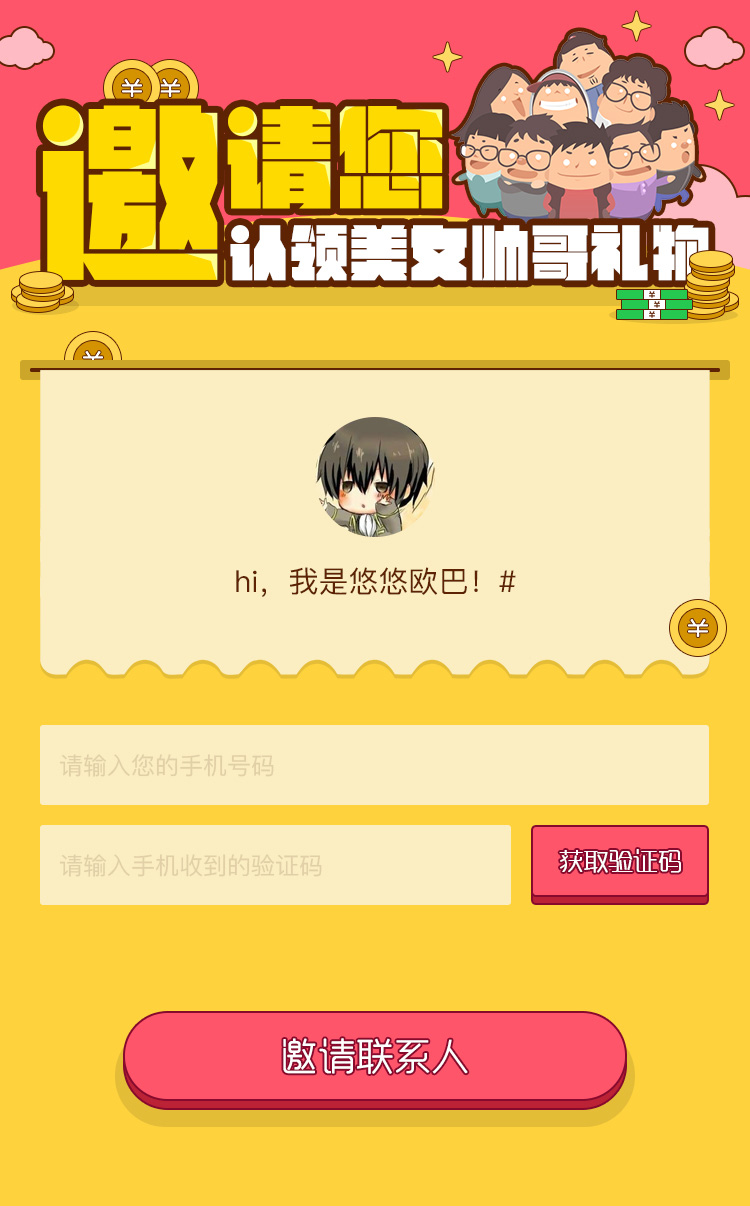 ¥ ¥
邀请您
认领美女帅哥礼物
¥
¥
¥
¥
hi，我是悠悠欧巴！#
¥
请输入您的手机号码
请输入手机收到的验证码
获取验证码
邀请联系人